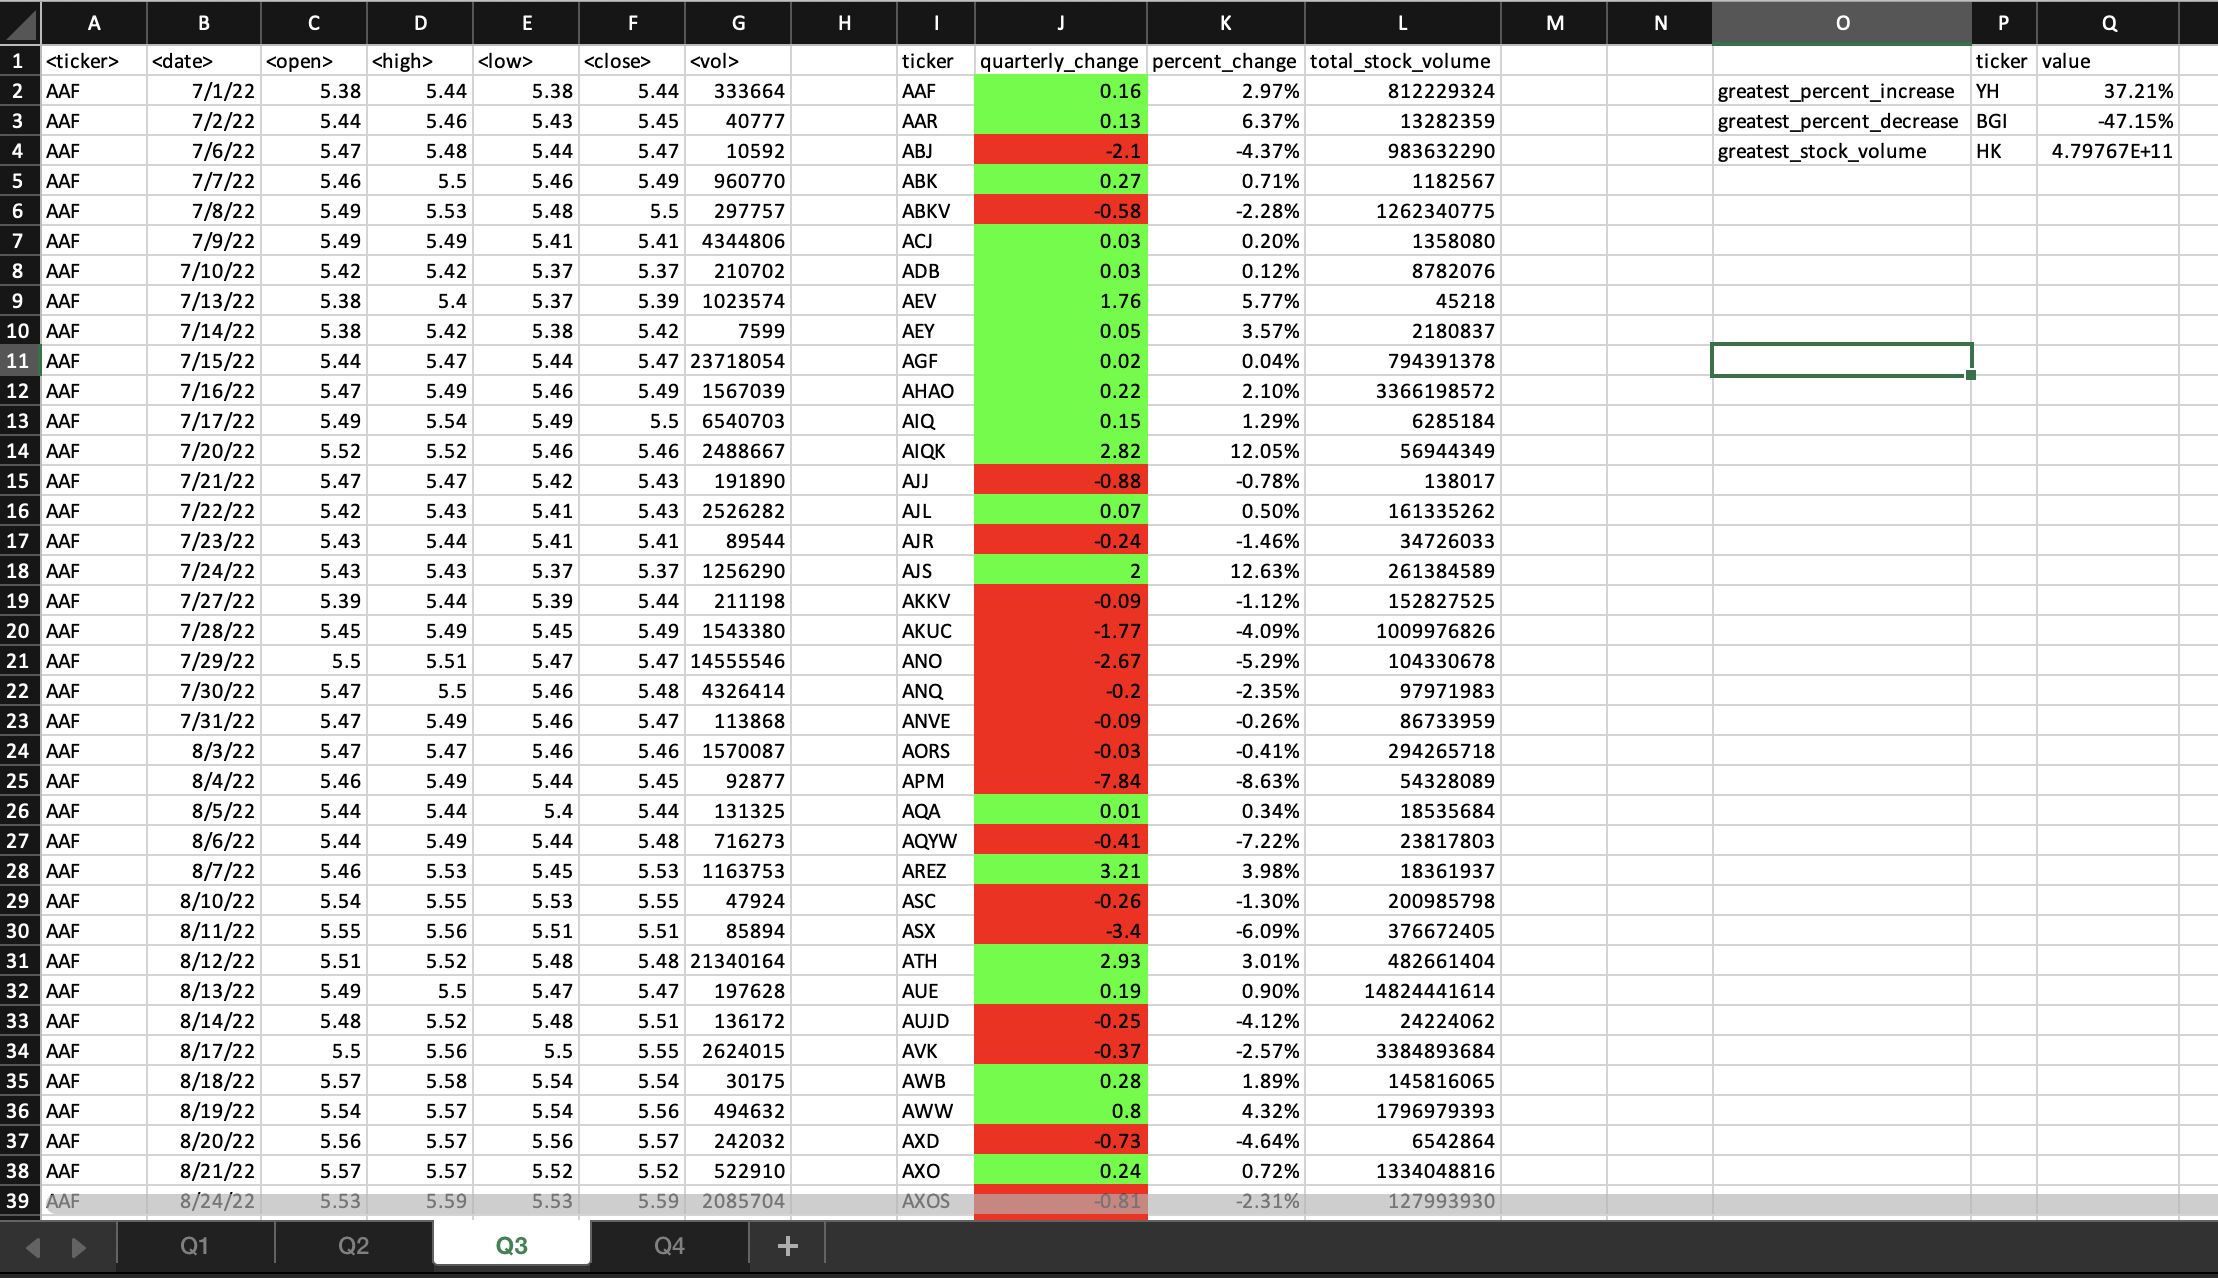 A B C D E F G H I J K L M N O P Q
1 <ticker> <date> <open> <high> <low> <close> <vol> ticker quarterly_change percent_change total_stock_volume ticker value
2 AAF 7/1/22 5.38 5.44 5.38 5.44 333664 AAF 0.16 2.97% 812229324 greatest_percent_increase YH 37.21%
3 AAF 7/2/22 5.44 5.46 5.43 5.45 40777 AAR 0.13 6.37% 13282359 greatest_percent_decrease BGI -47.15%
4 AAF 7/6/22 5.47 5.48 5.44 5.47 10592 ABJ -2.1 -4.37% 983632290 greatest_stock_volume HK 4.79767E+11
5 AAF 7/7/22 5.46 5.5 5.46 5.49 960770 ABK 0.27 0.71% 1182567
6 AAF 7/8/22 5.49 5.53 5.48 5.5 297757 ABKV -0.58 -2.28% 1262340775
7 AAF 7/9/22 5.49 5.49 5.41 5.41 4344806 ACJ 0.03 0.20% 1358080
8 AAF 7/10/22 5.42 5.42 5.37 5.37 210702 ADB 0.03 0.12% 8782076
9 AAF 7/13/22 5.38 5.4 5.37 5.39 1023574 AEV 1.76 5.77% 45218
10 AAF 7/14/22 5.38 5.42 5.38 5.42 7599 AEY 0.05 3.57% 2180837
11 AAF 7/15/22 5.44 5.47 5.44 5.47 23718054 AGF 0.02 0.04% 794391378
12 AAF 7/16/22 5.47 5.49 5.46 5.49 1567039 AHAO 0.22 2.10% 3366198572
13 AAF 7/17/22 5.49 5.54 5.49 5.5 6540703 AIQ 0.15 1.29% 6285184
14 AAF 7/20/22 5.52 5.52 5.46 5.46 2488667 AIQK 2.82 12.05% 56944349
15 AAF 7/21/22 5.47 5.47 5.42 5.43 191890 AJJ -0.88 -0.78% 138017
16 AAF 7/22/22 5.42 5.43 5.41 5.43 2526282 AJL 0.07 0.50% 161335262
17 AAF 7/23/22 5.43 5.44 5.41 5.41 89544 AJR -0.24 -1.46% 34726033
18 AAF 7/24/22 5.43 5.43 5.37 5.37 1256290 AJS 2 12.63% 261384589
19 AAF 7/27/22 5.39 5.44 5.39 5.44 211198 AKKV -0.09 -1.12% 152827525
20 AAF 7/28/22 5.45 5.49 5.45 5.49 1543380 AKUC -1.77 -4.09% 1009976826
21 AAF 7/29/22 5.5 5.51 5.47 5.47 14555546 ANO -2.67 -5.29% 104330678
22 AAF 7/30/22 5.47 5.5 5.46 5.48 4326414 ANQ -0.2 -2.35% 97971983
23 AAF 7/31/22 5.47 5.49 5.46 5.47 113868 ANVE -0.09 -0.26% 86733959
24 AAF 8/3/22 5.47 5.47 5.46 5.46 1570087 AORS -0.03 -0.41% 294265718
25 AAF 8/4/22 5.46 5.49 5.44 5.45 92877 APM -7.84 -8.63% 54328089
26 AAF 8/5/22 5.44 5.44 5.4 5.44 131325 AQA 0.01 0.34% 18535684
27 AAF 8/6/22 5.44 5.49 5.44 5.48 716273 AQYW -0.41 -7.22% 23817803
28 AAF 8/7/22 5.46 5.53 5.45 5.53 1163753 AREZ 3.21 3.98% 18361937
29 AAF 8/10/22 5.54 5.55 5.53 5.55 47924 ASC -0.26 -1.30% 200985798
30 AAF 8/11/22 5.55 5.56 5.51 5.51 85894 ASX -3.4 -6.09% 376672405
31 AAF 8/12/22 5.51 5.52 5.48 5.48 21340164 ATH 2.93 3.01% 482661404
32 AAF 8/13/22 5.49 5.5 5.47 5.47 197628 AUE 0.19 0.90% 14824441614
33 AAF 8/14/22 5.48 5.52 5.48 5.51 136172 AUJD -0.25 -4.12% 24224062
34 AAF 8/17/22 5.5 5.56 5.5 5.55 2624015 AVK -0.37 -2.57% 3384893684
35 AAF 8/18/22 5.57 5.58 5.54 5.54 30175 AWB 0.28 1.89% 145816065
36 AAF 8/19/22 5.54 5.57 5.54 5.56 494632 AWW 0.8 4.32% 1796979393
37 AAF 8/20/22 5.56 5.57 5.56 5.57 242032 AXD -0.73 -4.64% 6542864
38 AAF 8/21/22 5.57 5.57 5.52 5.52 522910 AXO 0.24 0.72% 1334048816
39 AAF 8/24/22 5.53 5.59 5.53 5.59 2085704 AXOS -0.81 -2.31% 127993930
Q1 Q2 Q3 Q4 +